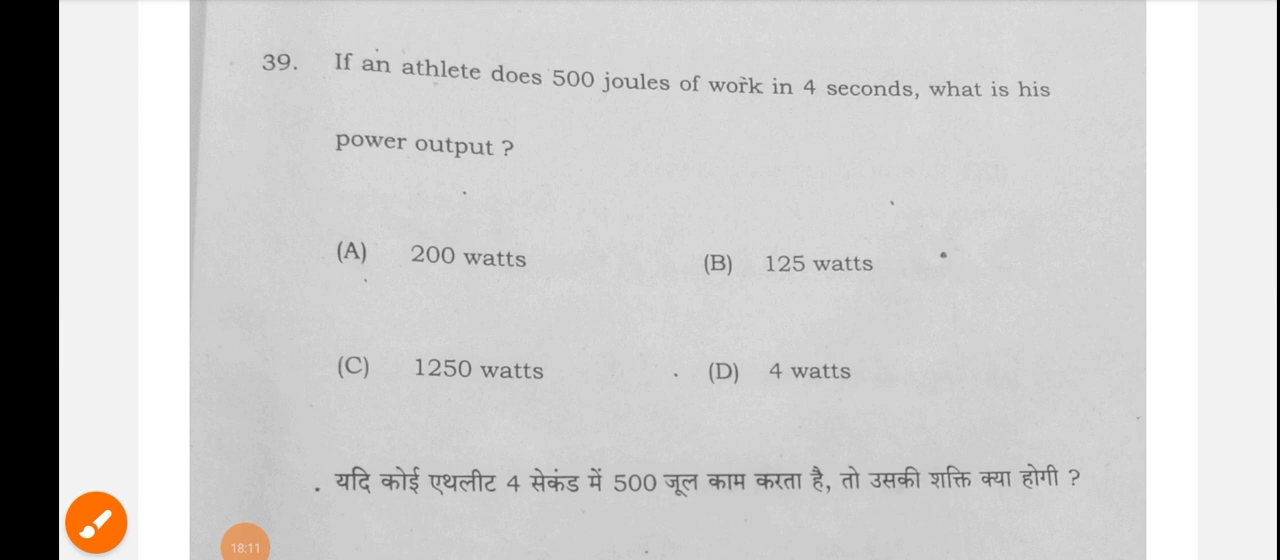 39. If an athlete does 500 joules of work in 4 seconds, what is his
power output ?
(A) 200 watts (B) 125 watts
(C) 1250 watts (D) 4 watts
यदि कोई एथलीट 4 सेकंड में 500 जूल काम करता है, तो उसकी शक्ति क्या होगी ?
18:11